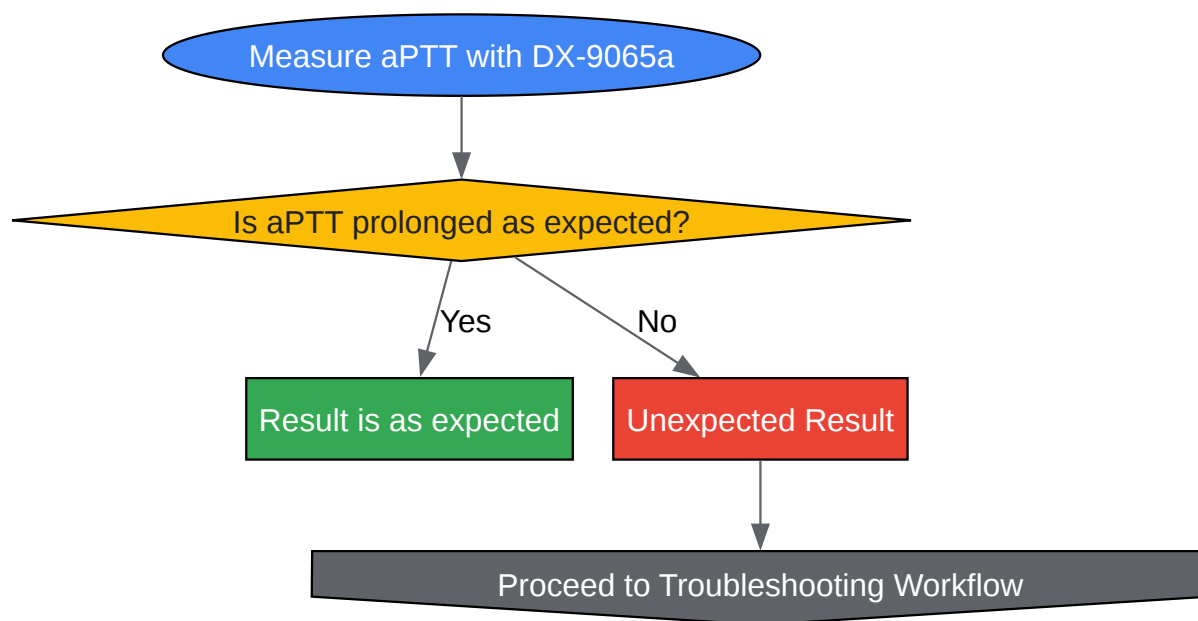 Measure aPTT with DX-9065a
Is aPTT prolonged as expected?
Yes
No
Result is as expected
Unexpected Result
Proceed to Troubleshooting Workflow